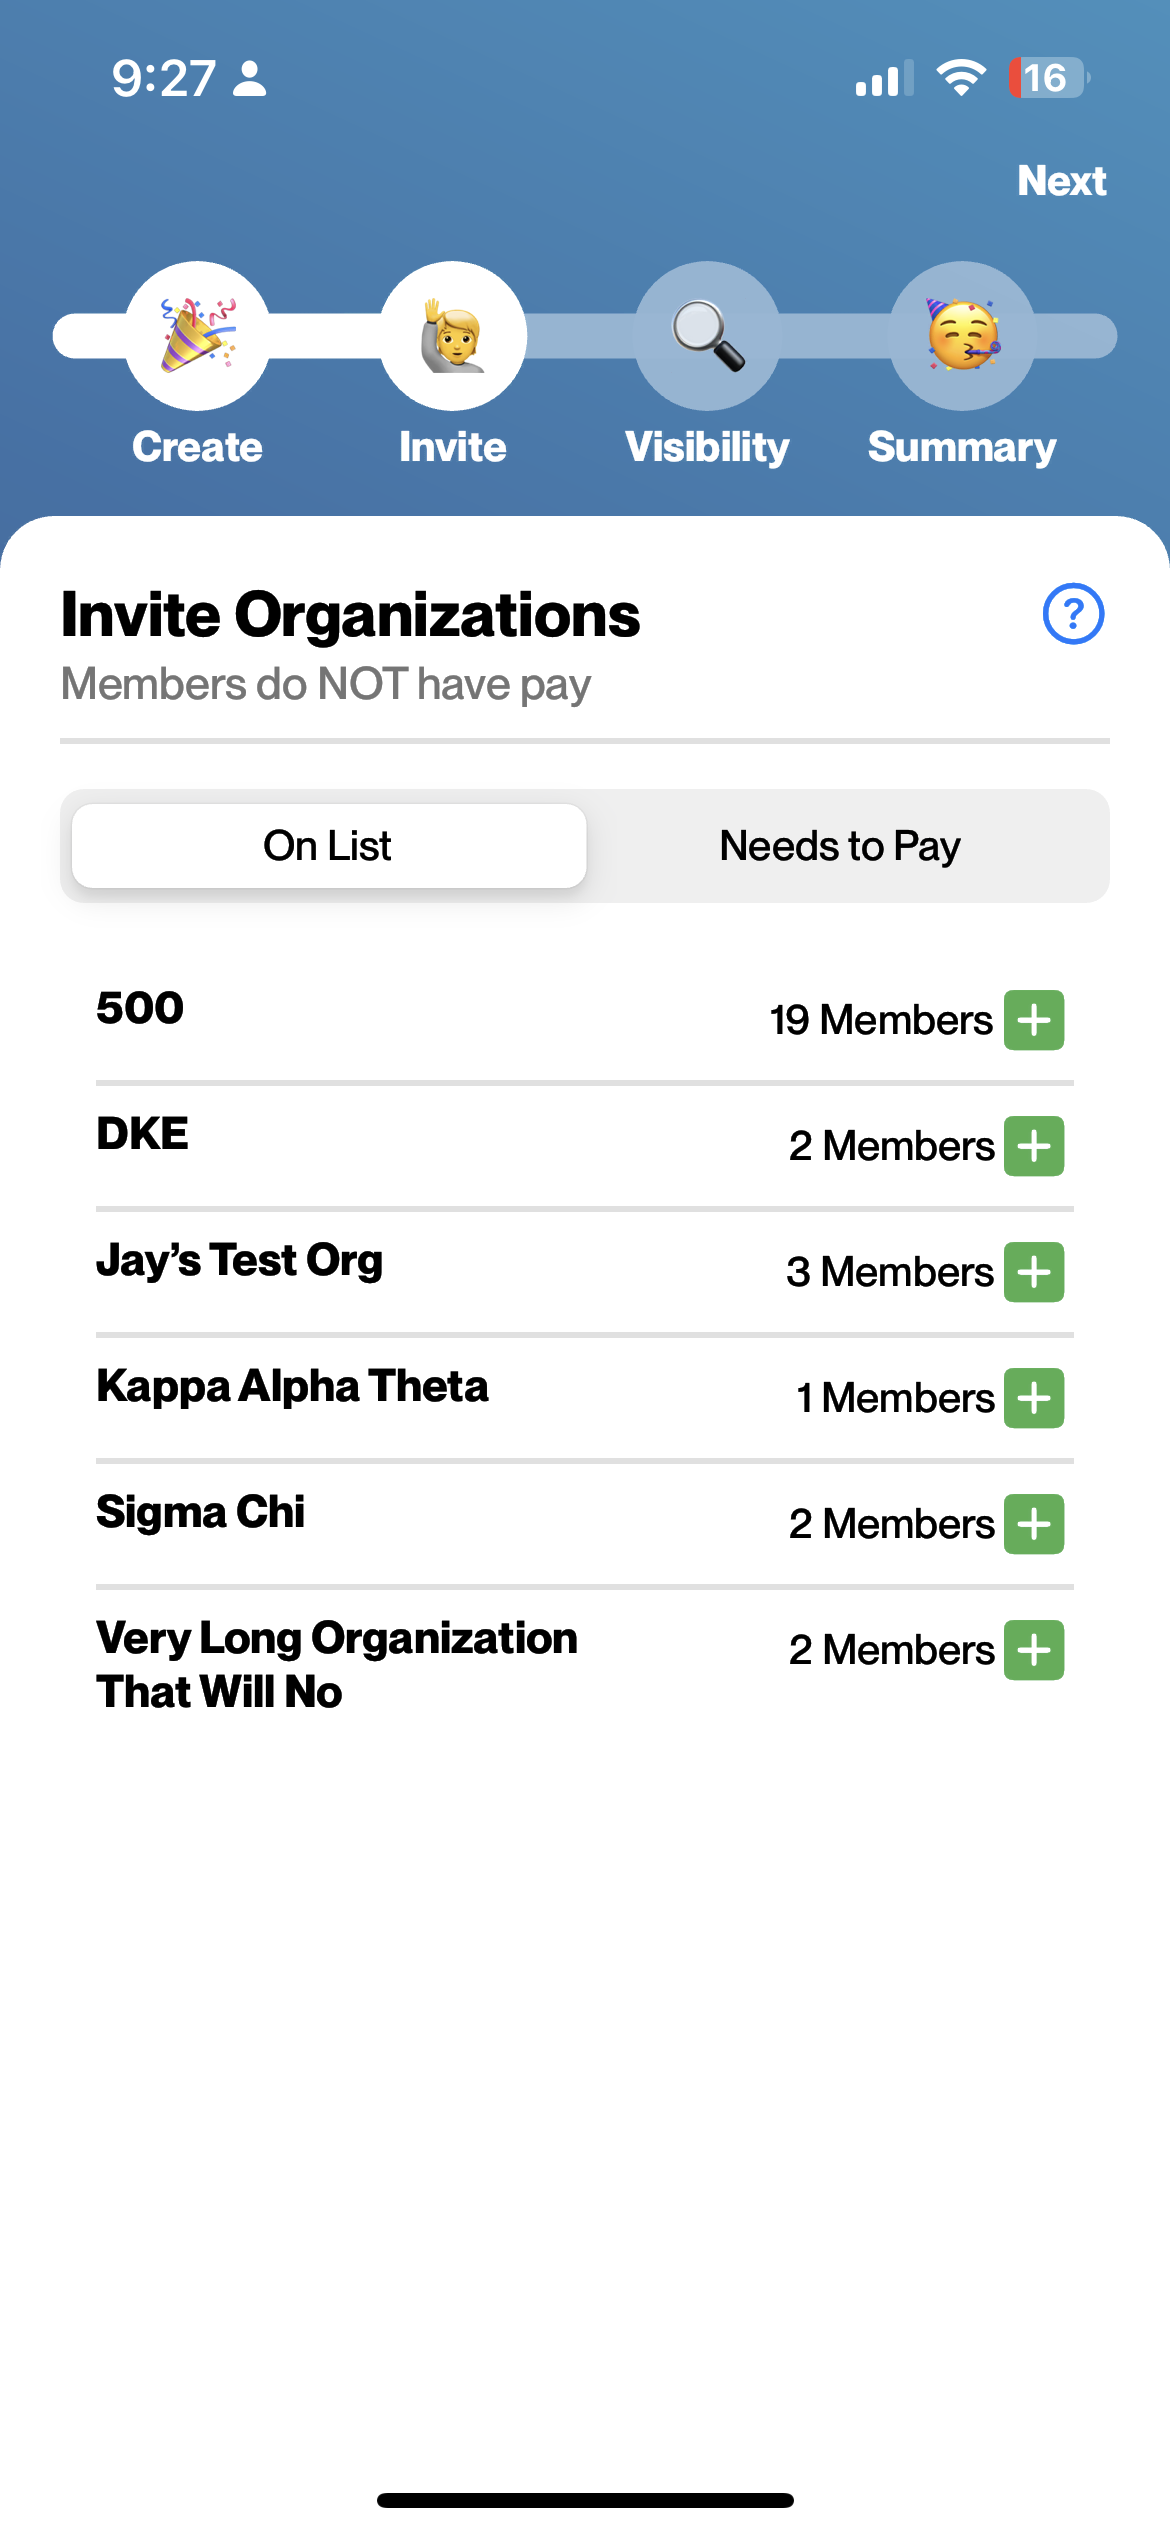 9:27
16
Next
Create
Invite
Visibility
Summary
Invite Organizations
?
Members do NOT have pay
On List
Needs to Pay
500
19 Members
DKE
2 Members
Jay’s Test Org
3 Members
Kappa Alpha Theta
1 Members
Sigma Chi
2 Members
Very Long Organization
That Will No
2 Members